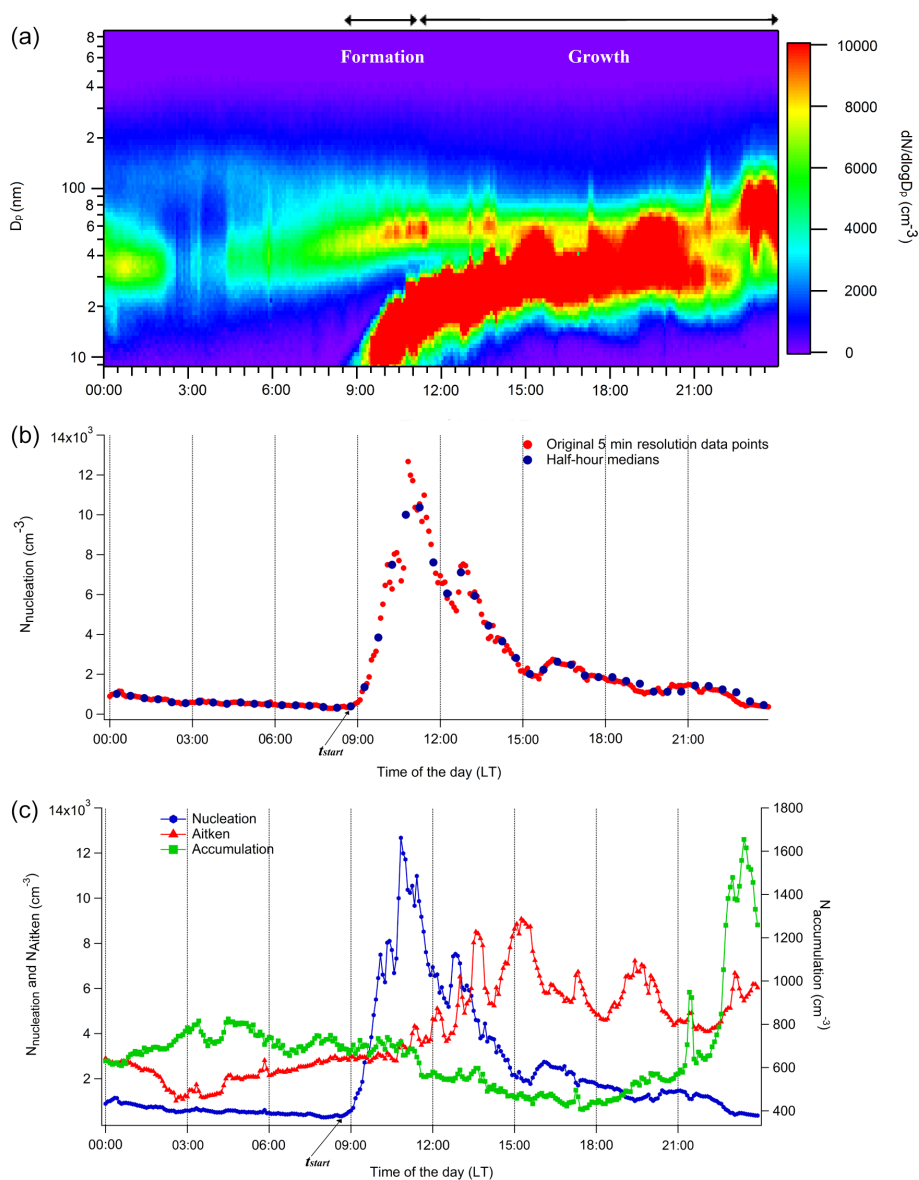 (a)
Formation
Growth
8
6
4
2
100
8
6
4
2
10
Dp (nm)
00:00
3:00
6:00
9:00
12:00
15:00
18:00
21:00
10000
8000
6000
4000
2000
0
dN/dlogDp (cm-3)
(b)
14x10³
12
10
8
6
4
2
0
Nnucleation (cm-3)
Original 5 min resolution data points
Half-hour medians
tstart
00:00
03:00
06:00
09:00
12:00
15:00
18:00
21:00
Time of the day (LT)
(c)
14x10³
12
10
8
6
4
2
Nnucleation and NAitken (cm-3)
Nucleation
Aitken
Accumulation
1800
1600
1400
1200
1000
800
600
400
Naccumulation (cm-3)
tstart
00:00
03:00
06:00
09:00
12:00
15:00
18:00
21:00
Time of the day (LT)